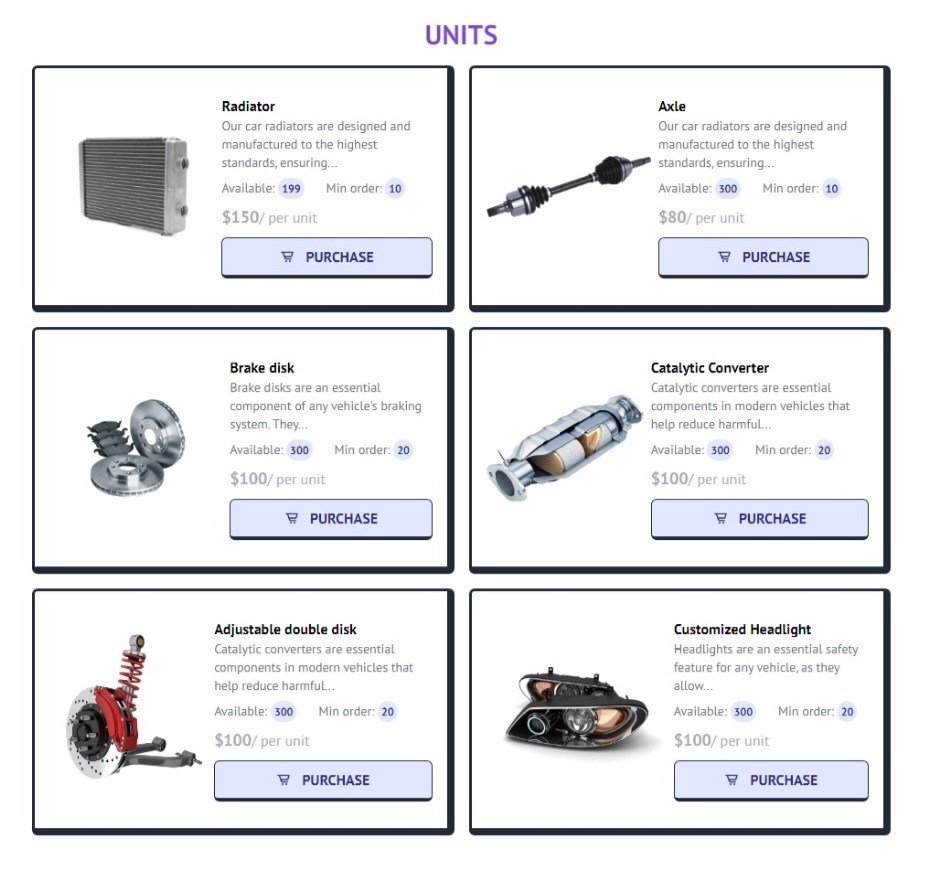 UNITS
Radiator
Our car radiators are designed and
manufactured to the highest
standards, ensuring...
Available: 199 Min order: 10
$150/ per unit
PURCHASE
Axle
Our car radiators are designed and
manufactured to the highest
standards, ensuring...
Available: 300 Min order: 10
$80/ per unit
PURCHASE
Brake disk
Brake disks are an essential
component of any vehicle's braking
system. They...
Available: 300 Min order: 20
$100/ per unit
PURCHASE
Catalytic Converter
Catalytic converters are essential
components in modern vehicles that
help reduce harmful...
Available: 300 Min order: 20
$100/ per unit
PURCHASE
Adjustable double disk
Catalytic converters are essential
components in modern vehicles that
help reduce harmful...
Available: 300 Min order: 20
$100/ per unit
PURCHASE
Customized Headlight
Headlights are an essential safety
feature for any vehicle, as they
allow...
Available: 300 Min order: 20
$100/ per unit
PURCHASE